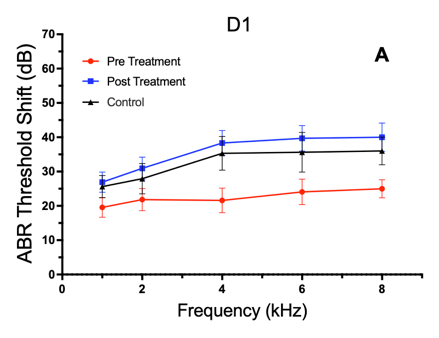 D1
A
Pre Treatment
Post Treatment
Control
ABR Threshold Shift (dB)
70
60
50
40
30
20
10
0
0 2 4 6 8
Frequency (kHz)